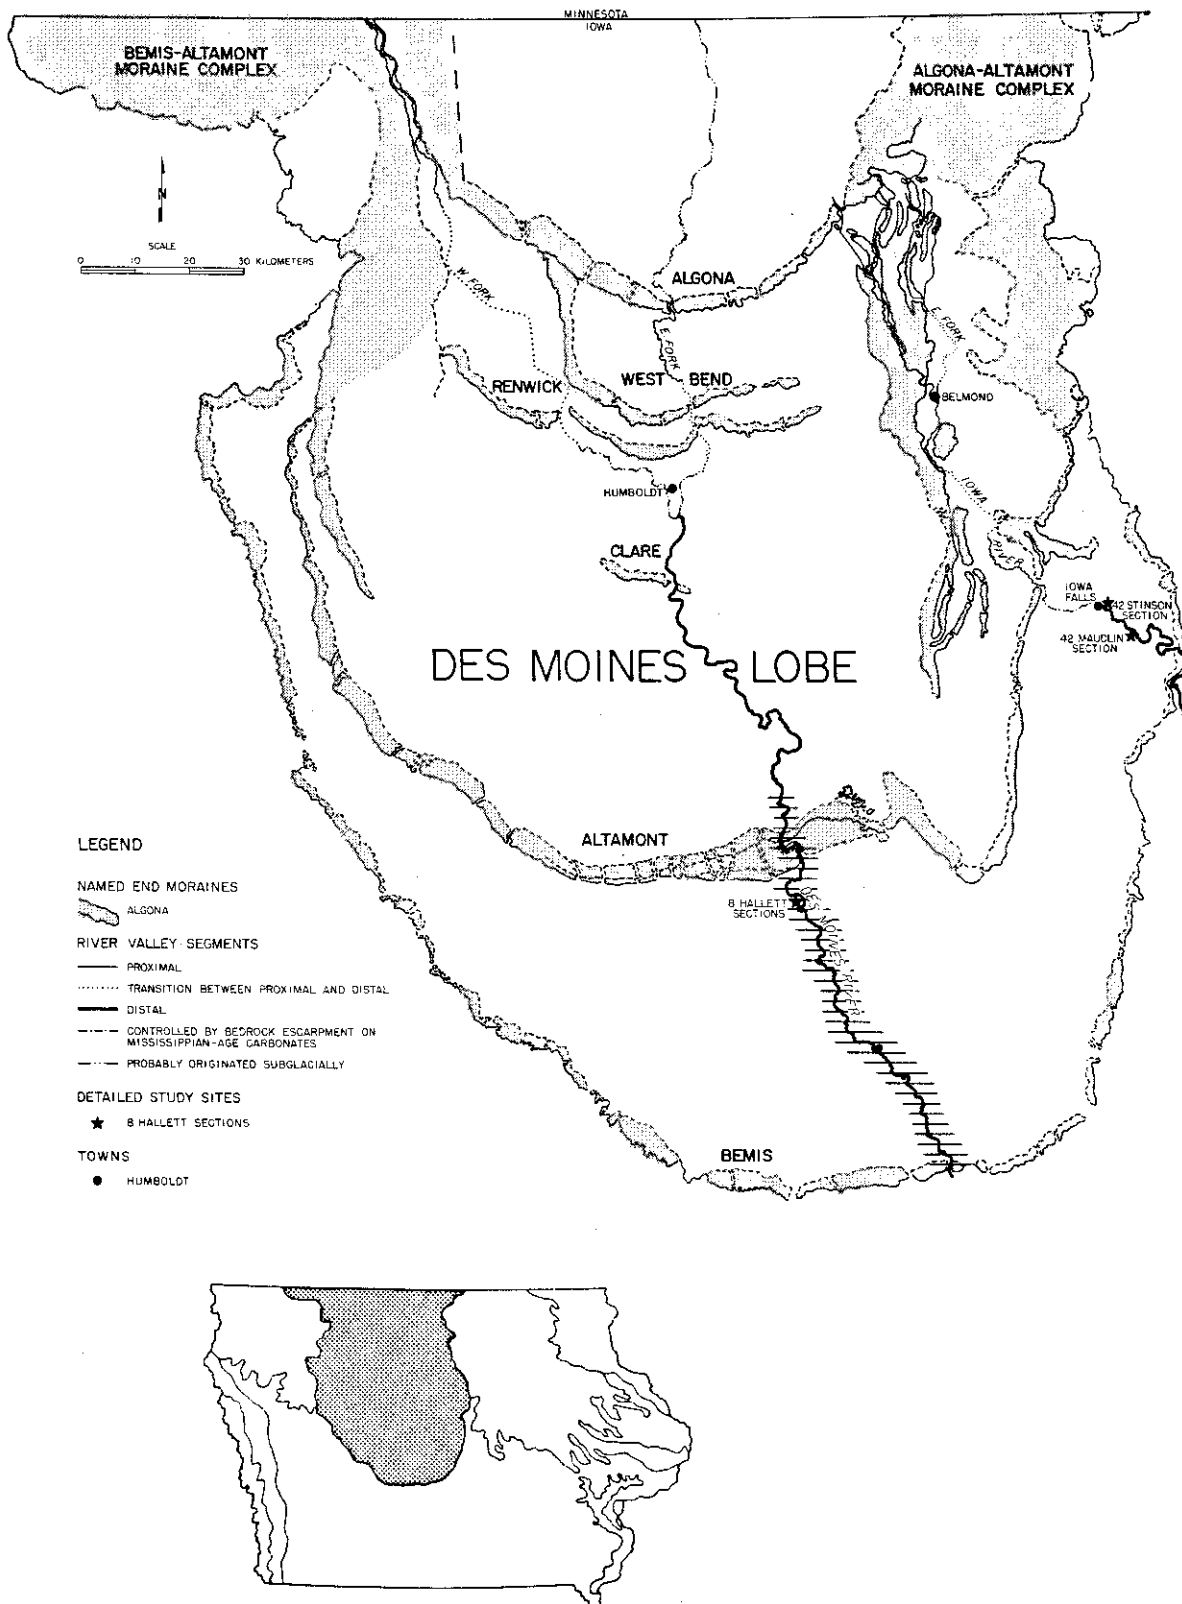 MINNESOTA
IOWA
BEMIS-ALTAMONT
MORAINE COMPLEX
ALGONA-ALTAMONT
MORAINE COMPLEX
N
SCALE
0 10 20 30 KILOMETERS
W. FORK
ALGONA
E. FORK
E. FORK
RENWICK
WEST BEND
BELMOND
HUMBOLDT
IOWA
RIVER
CLARE
IOWA
FALLS
42 STINSON
SECTION
42 MAUDLIN
SECTION
DES MOINES LOBE
ALTAMONT
8 HALLETT
SECTIONS
DES MOINES RIVER
BEMIS
LEGEND
NAMED END MORAINES
ALGONA
RIVER VALLEY SEGMENTS
PROXIMAL
TRANSITION BETWEEN PROXIMAL AND DISTAL
DISTAL
CONTROLLED BY BEDROCK ESCARPMENT ON
MISSISSIPPIAN-AGE CARBONATES
PROBABLY ORIGINATED SUBGLACIALLY
DETAILED STUDY SITES
8 HALLETT SECTIONS
TOWNS
HUMBOLDT